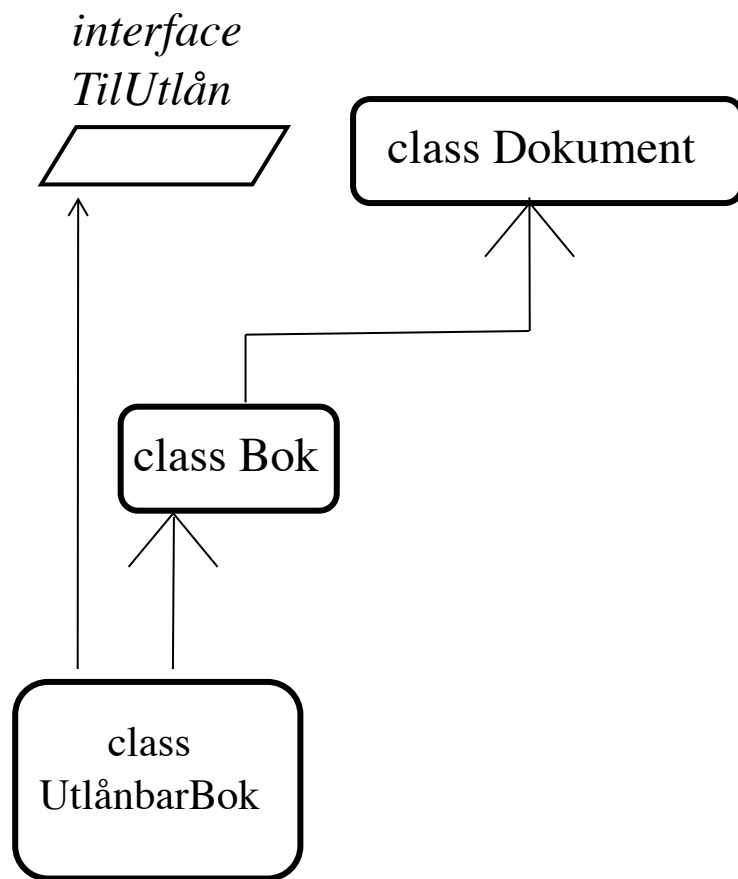 interface
TilUtlån
class Dokument
class Bok
class
UtlånbarBok